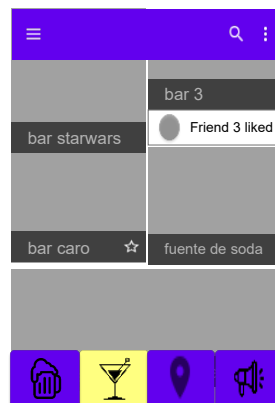 bar 3
Friend 3 liked
bar starwars
bar caro
fuente de soda